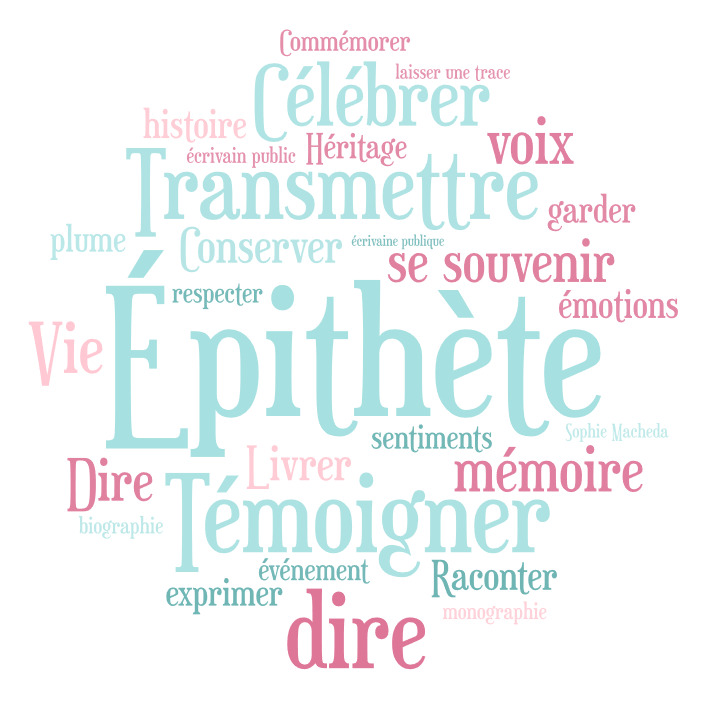 Commémorer
laisser une trace
Célébrer
histoire
voix
Héritage
écrivain public
Transmettre
garder
plume
Conserver
écrivaine publique
se souvenir
respecter
émotions
Épithète
Vie
Sophie Macheda
sentiments
Livrer
mémoire
Dire
Témoigner
biographie
événement
Raconter
exprimer
monographie
dire